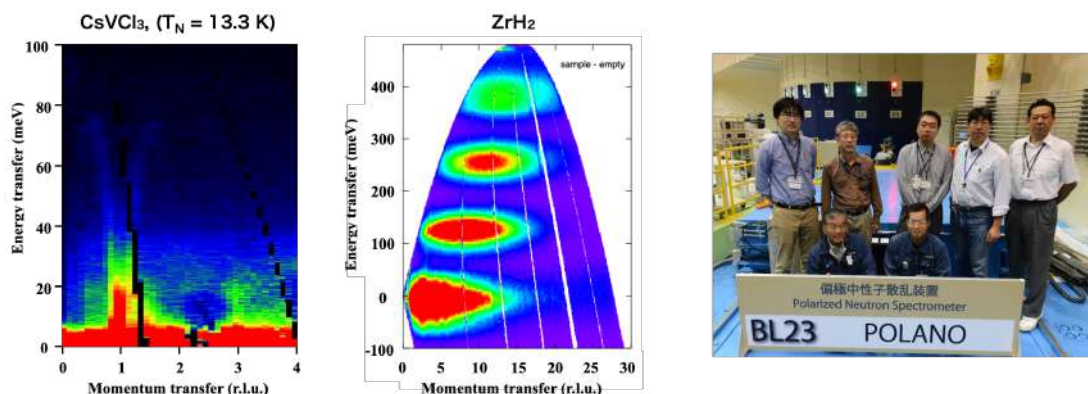 CsVCl₃, (T_N = 13.3 K)
100
80
60
40
20
0
Energy transfer (meV)
0 1 2 3 4
Momentum transfer (r.l.u.)
ZrH₂
sample - empty
400
300
200
100
0
-100
Energy transfer (meV)
0 5 10 15 20 25 30
Momentum transfer (r.l.u.)
偏極中性子散乱装置
Polarized Neutron Spectrometer
BL23 POLANO